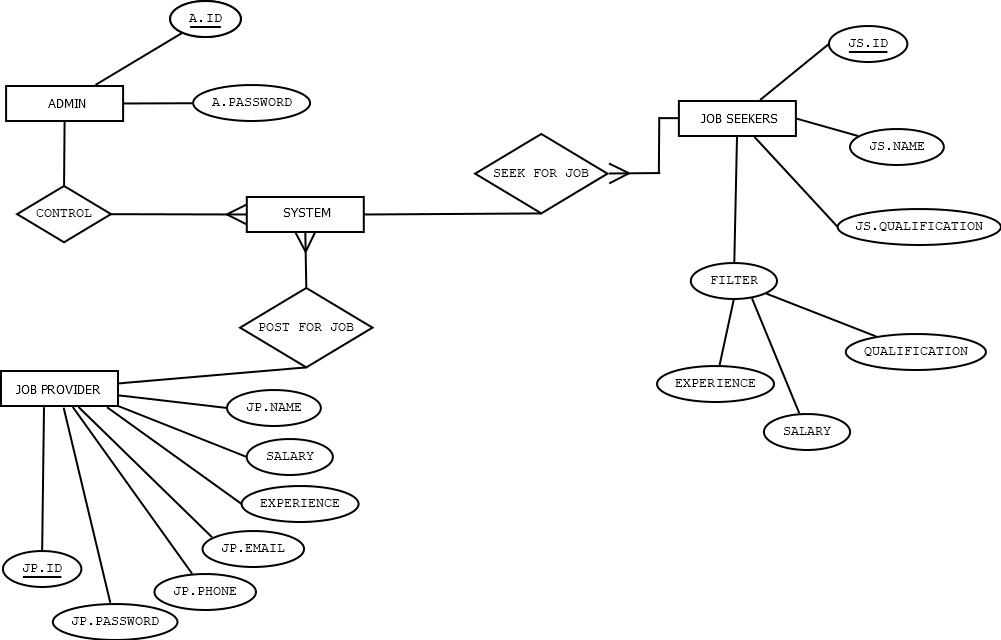 A.ID
JS.ID
ADMIN
A.PASSWORD
JOB SEEKERS
JS.NAME
SEEK FOR JOB
CONTROL
SYSTEM
JS.QUALIFICATION
FILTER
POST FOR JOB
QUALIFICATION
JOB PROVIDER
EXPERIENCE
JP.NAME
SALARY
SALARY
EXPERIENCE
JP.EMAIL
JP.ID
JP.PHONE
JP.PASSWORD